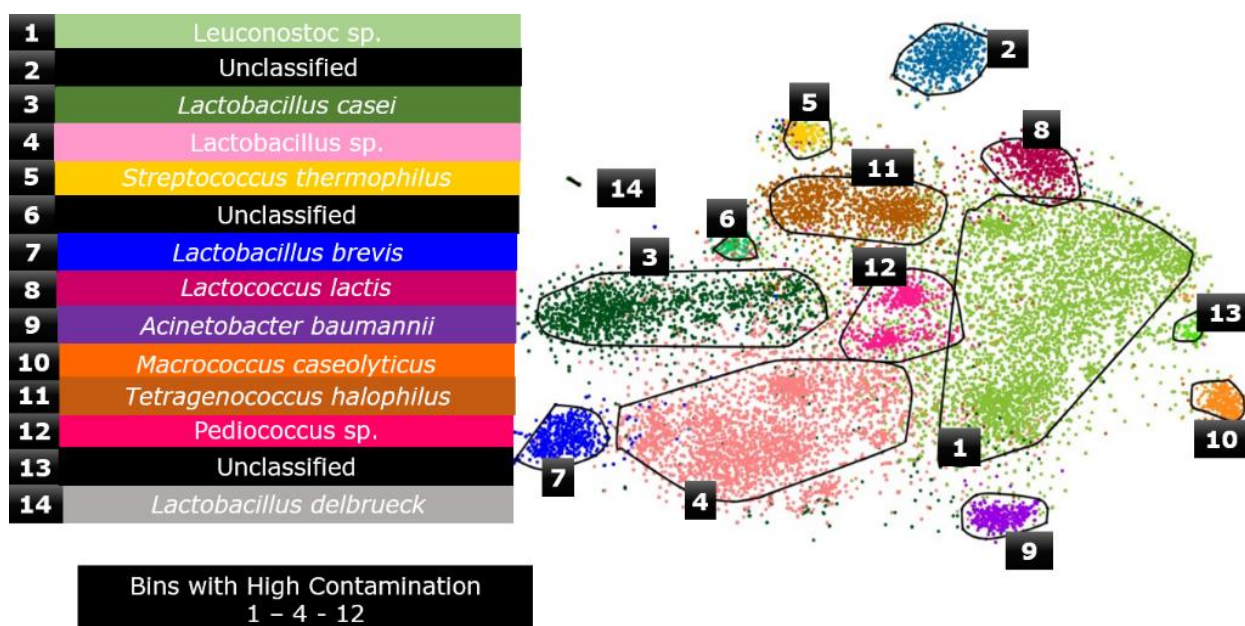 1 Leuconostoc sp.
2 Unclassified
3 Lactobacillus casei
4 Lactobacillus sp.
5 Streptococcus thermophilus
6 Unclassified
7 Lactobacillus brevis
8 Lactococcus lactis
9 Acinetobacter baumannii
10 Macrococcus caseolyticus
11 Tetragenococcus halophilus
12 Pediococcus sp.
13 Unclassified
14 Lactobacillus delbrueck
Bins with High Contamination
1 – 4 - 12
2
5
8
11
14
6
3
12
13
10
1
7
4
9